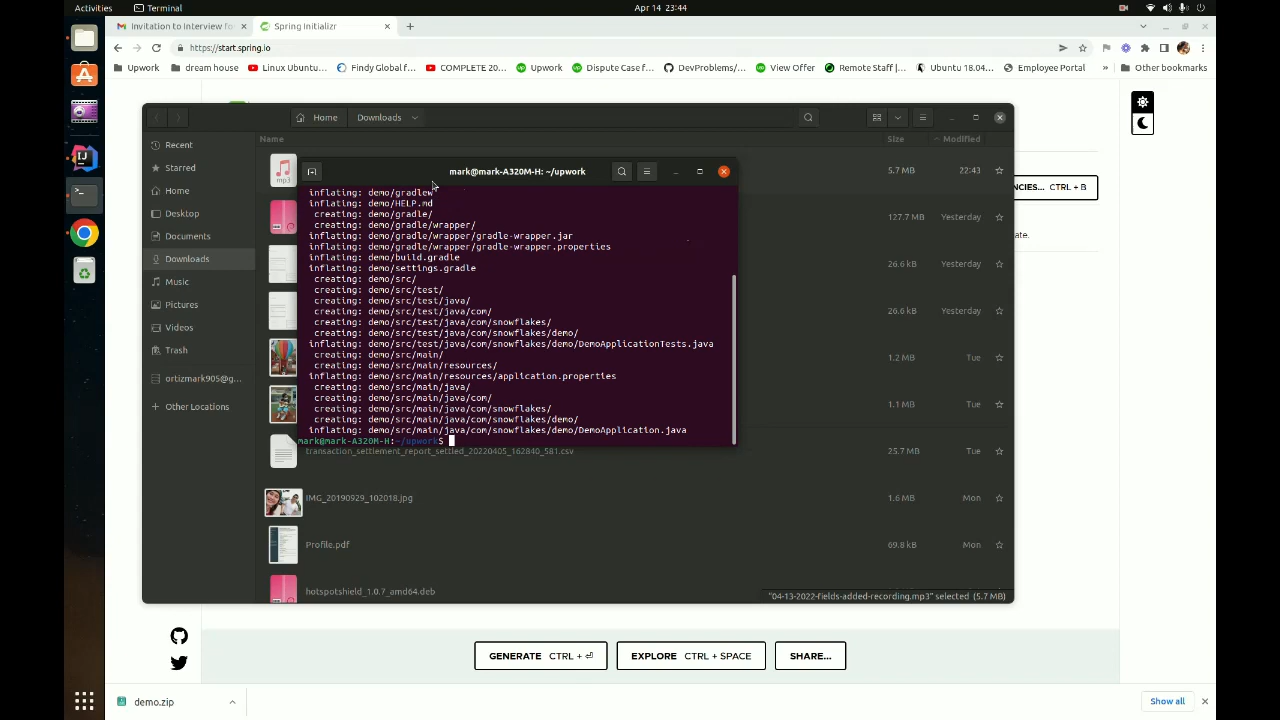 Activities
Terminal
Apr 14 23:44
Invitation to Interview fo
Spring Initializr
https://start.spring.io
Upwork
dream house
Linux Ubuntu…
Findy Global f…
COMPLETE 20…
Upwork
Dispute Case f…
DevProblems/…
View Offer
Remote Staff |…
Ubuntu 18.04…
Employee Portal
»
Other bookmarks
Home
Downloads
Name
Size
Modified
Recent
Starred
Home
Desktop
Documents
Downloads
Music
Pictures
Videos
Trash
ortizmark905@g…
Other Locations
mp3
5.7 MB 22:43
127.7 MB Yesterday
26.6 kB Yesterday
26.6 kB Yesterday
1.2 MB Tue
1.1 MB Tue
transaction_settlement_report_settled_20220405_162840_581.csv
25.7 MB Tue
IMG_20190929_102018.jpg
1.6 MB Mon
Profile.pdf
69.8 kB Mon
hotspotshield_1.0.7_amd64.deb
"04-13-2022-fields-added-recording.mp3" selected (5.7 MB)
mark@mark-A320M-H: ~/upwork
inflating: demo/gradlew
inflating: demo/HELP.md
creating: demo/gradle/
creating: demo/gradle/wrapper/
inflating: demo/gradle/wrapper/gradle-wrapper.jar
inflating: demo/gradle/wrapper/gradle-wrapper.properties
inflating: demo/build.gradle
inflating: demo/settings.gradle
creating: demo/src/
creating: demo/src/test/
creating: demo/src/test/java/
creating: demo/src/test/java/com/
creating: demo/src/test/java/com/snowflakes/
creating: demo/src/test/java/com/snowflakes/demo/
inflating: demo/src/test/java/com/snowflakes/demo/DemoApplicationTests.java
creating: demo/src/main/
creating: demo/src/main/resources/
inflating: demo/src/main/resources/application.properties
creating: demo/src/main/java/
creating: demo/src/main/java/com/
creating: demo/src/main/java/com/snowflakes/
creating: demo/src/main/java/com/snowflakes/demo/
inflating: demo/src/main/java/com/snowflakes/demo/DemoApplication.java
mark@mark-A320M-H:~/upwork$
NCIES... CTRL + B
ate.
GENERATE CTRL + ⏎
EXPLORE CTRL + SPACE
SHARE...
demo.zip
Show all